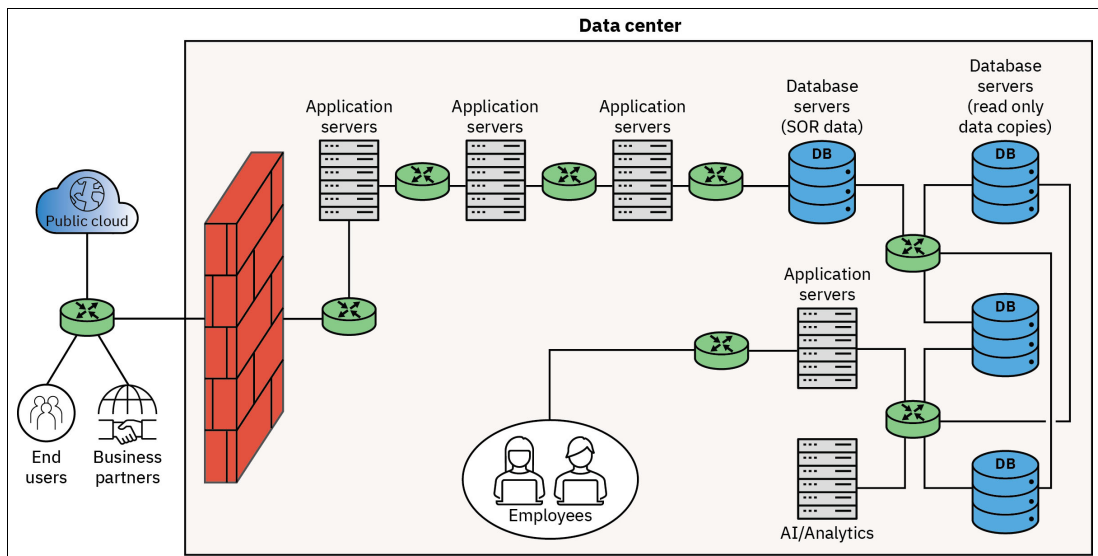 Data center
Database
servers
(read only
data copies)
Database
servers
(SOR data)
Application
servers
Application
servers
Application
servers
DB
DB
Public cloud
Application
servers
DB
End
users
Business
partners
Employees
DB
AI/Analytics